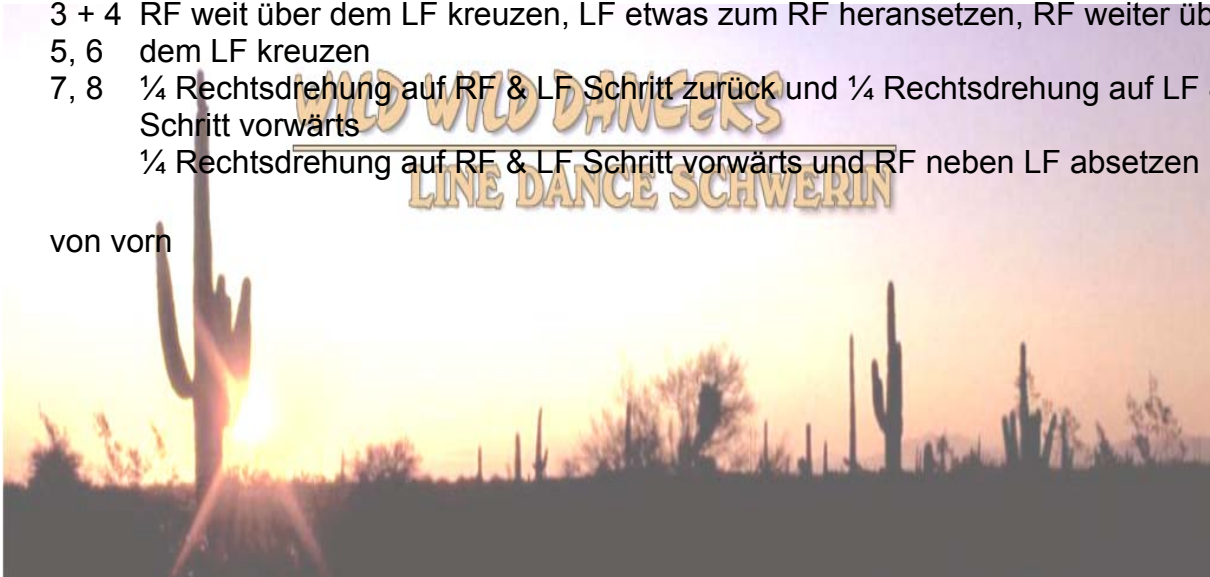 3 + 4 RF weit über dem LF kreuzen, LF etwas zum RF heransetzen, RF weiter
5, 6 dem LF kreuzen
7, 8 ¼ Rechtsdrehung auf RF & LF Schritt zurück und ¼ Rechtsdrehung auf LF
Schritt vorwärts
WILD WILD DANCERS
¼ Rechtsdrehung auf RF & LF Schritt vorwärts und RF neben LF absetzen
LINE DANCE SCHWERIN
von vorn